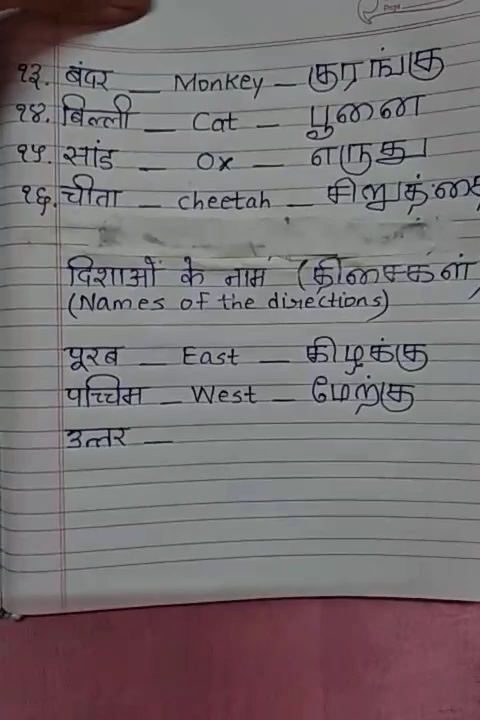 १३. बंदर _ Monkey _ குரங்கு
१४. बिल्ली _ Cat _ பூனை
१५. सांड _ Ox _ எருது
१६. चीता _ cheetah _ சிறுத்தை
दिशाओं के नाम (திசைகள்)
(Names of the directions)
पूरब _ East _ கிழக்கு
पच्चिम _ West _ மேற்கு
उत्तर _